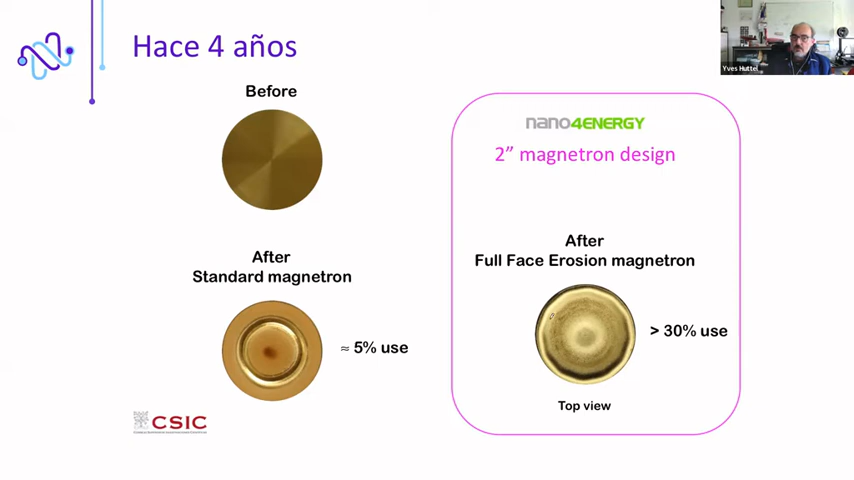 Hace 4 años
Yves Huttel
Before
nano4ENERGY
2” magnetron design
After
Standard magnetron
After
Full Face Erosion magnetron
≈ 5% use
> 30% use
Top view
CSIC